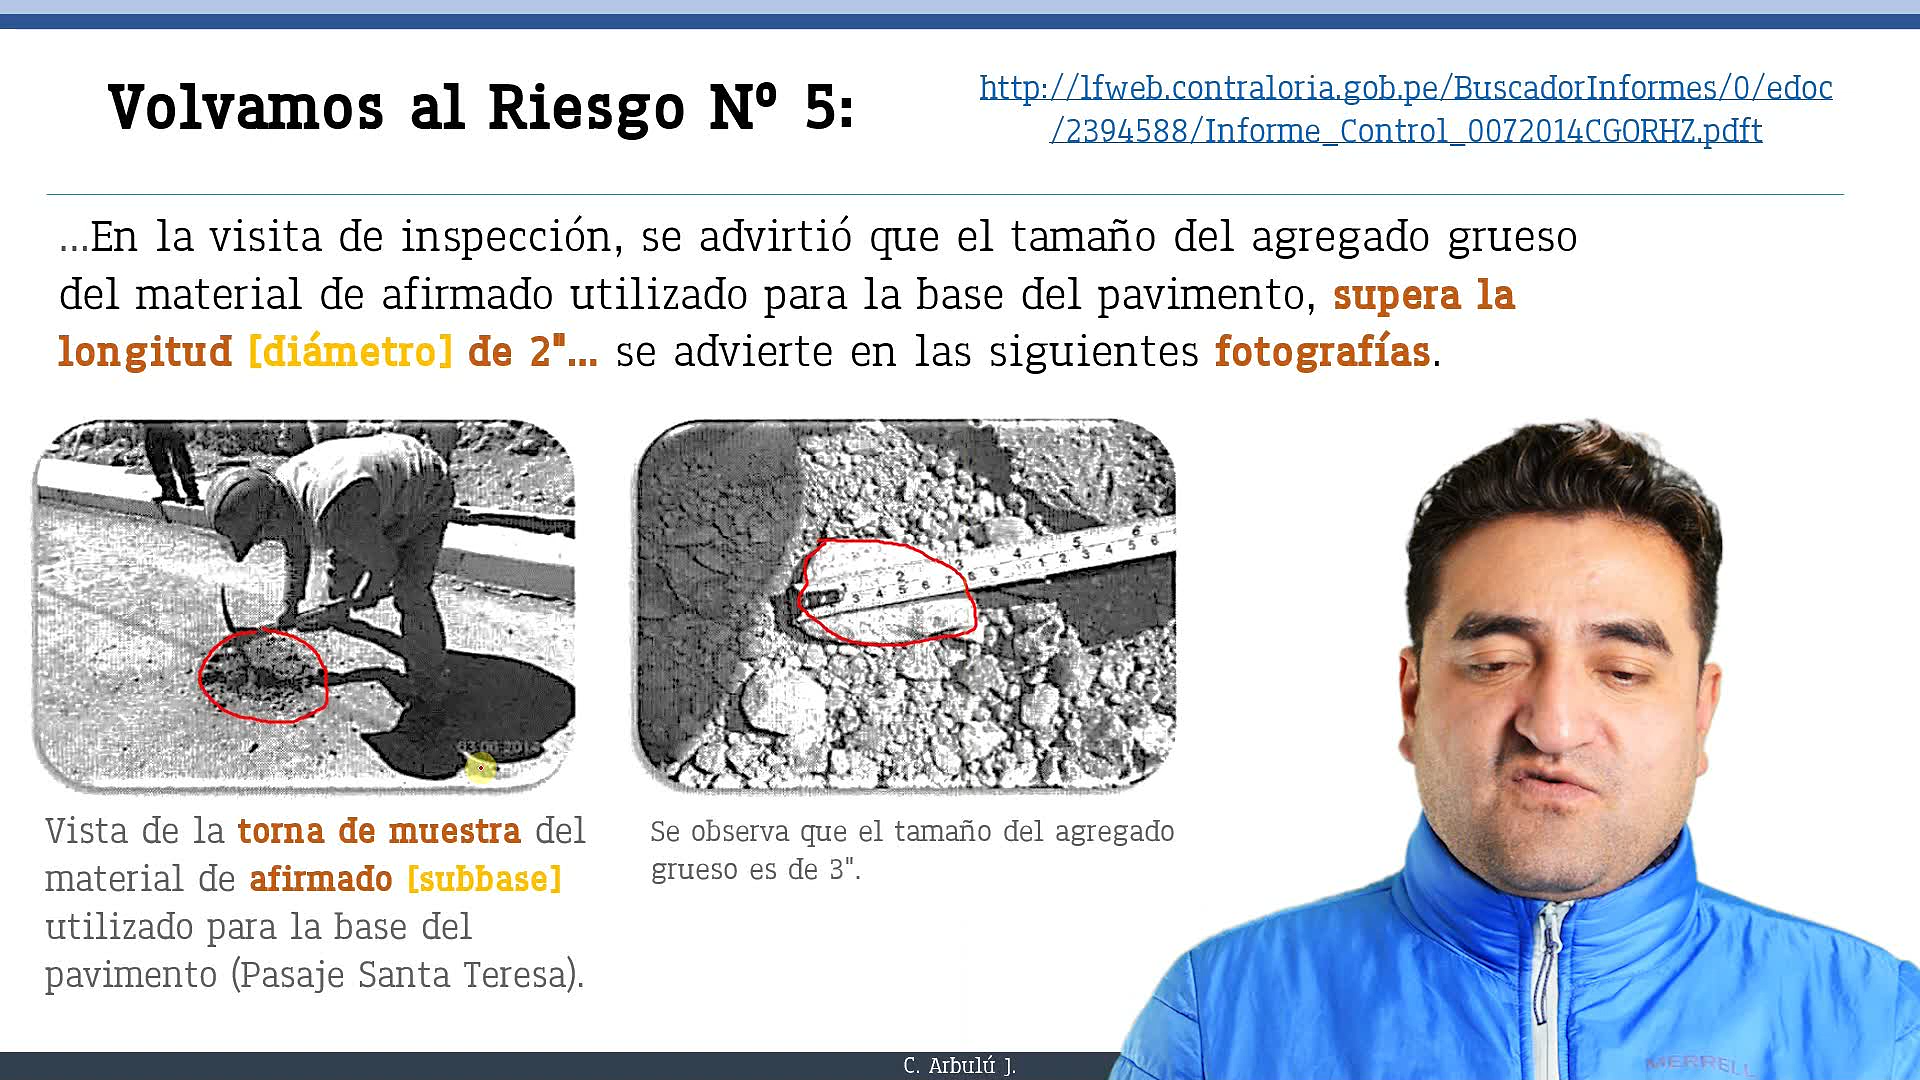 Volvamos al Riesgo Nº 5:
http://lfweb.contraloria.gob.pe/BuscadorInformes/0/edoc
/2394588/Informe_Control_0072014CGORHZ.pdft
...En la visita de inspección, se advirtió que el tamaño del agregado grueso
del material de afirmado utilizado para la base del pavimento, supera la
longitud [diámetro] de 2"... se advierte en las siguientes fotografías.
Vista de la torna de muestra del
material de afirmado [subbase]
utilizado para la base del
pavimento (Pasaje Santa Teresa).
Se observa que el tamaño del agregado
grueso es de 3".
C. Arbulú J.
MERRELL